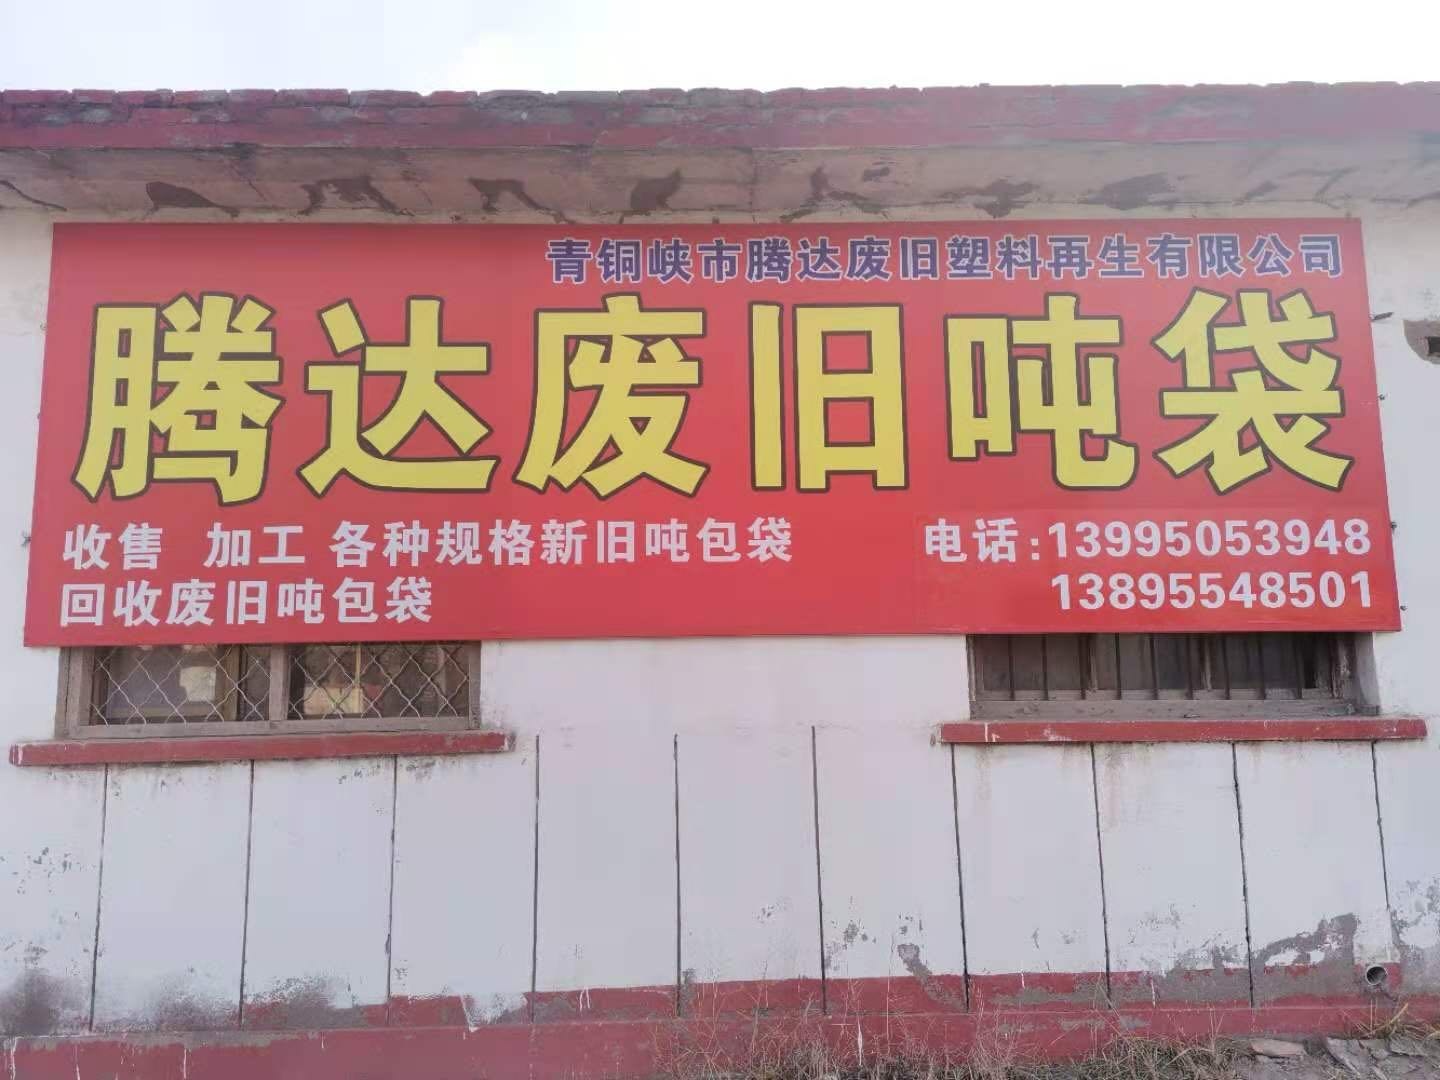 青铜峡市腾达废旧塑料再生有限公司
腾达废旧吨袋
收售 加工 各种规格新旧吨包袋
回收废旧吨包袋
电话:13995053948
13895548501